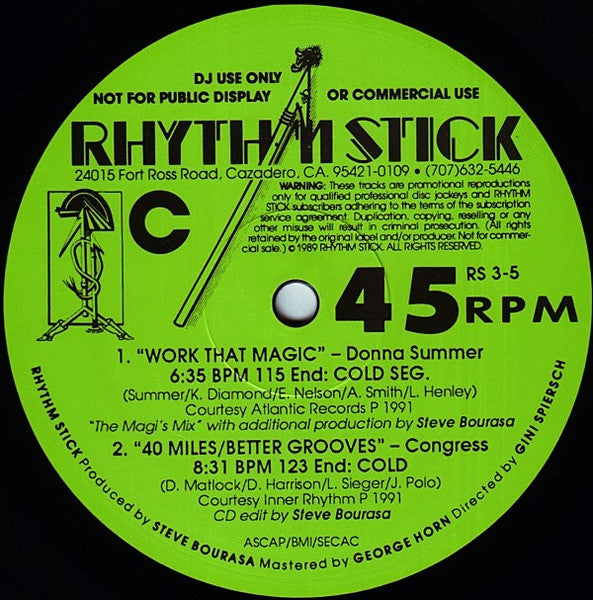 DJ USE ONLY
NOT FOR PUBLIC DISPLAY OR COMMERCIAL USE
RHYTHM STICK
24015 Fort Ross Road, Cazadero, CA. 95421-0109 • (707)632-5446
WARNING: These tracks are promotional reproductions
only for qualified professional disc jockeys and RHYTHM
STICK subscribers adhering to the terms of the subscription
service agreement. Duplication, copying, reselling or any
other misuse will result in criminal prosecution. (All rights
retained by the original label and/or producer. Not for commer-
cial sale.) © 1989 RHYTHM STICK. ALL RIGHTS RESERVED.
C
RS 3-5
45 RPM
1. "WORK THAT MAGIC" – Donna Summer
6:35 BPM 115 End: COLD SEG.
(Summer/K. Diamond/E. Nelson/A. Smith/L. Henley)
Courtesy Atlantic Records P 1991
"The Magi's Mix" with additional production by Steve Bourasa
2. "40 MILES/BETTER GROOVES" – Congress
8:31 BPM 123 End: COLD
(D. Matlock/D. Harrison/L. Sieger/J. Polo)
Courtesy Inner Rhythm P 1991
CD edit by Steve Bourasa
ASCAP/BMI/SECAC
RHYTHM STICK Produced by STEVE BOURASA Mastered by GEORGE HORN Directed by GINI SPIERSCH